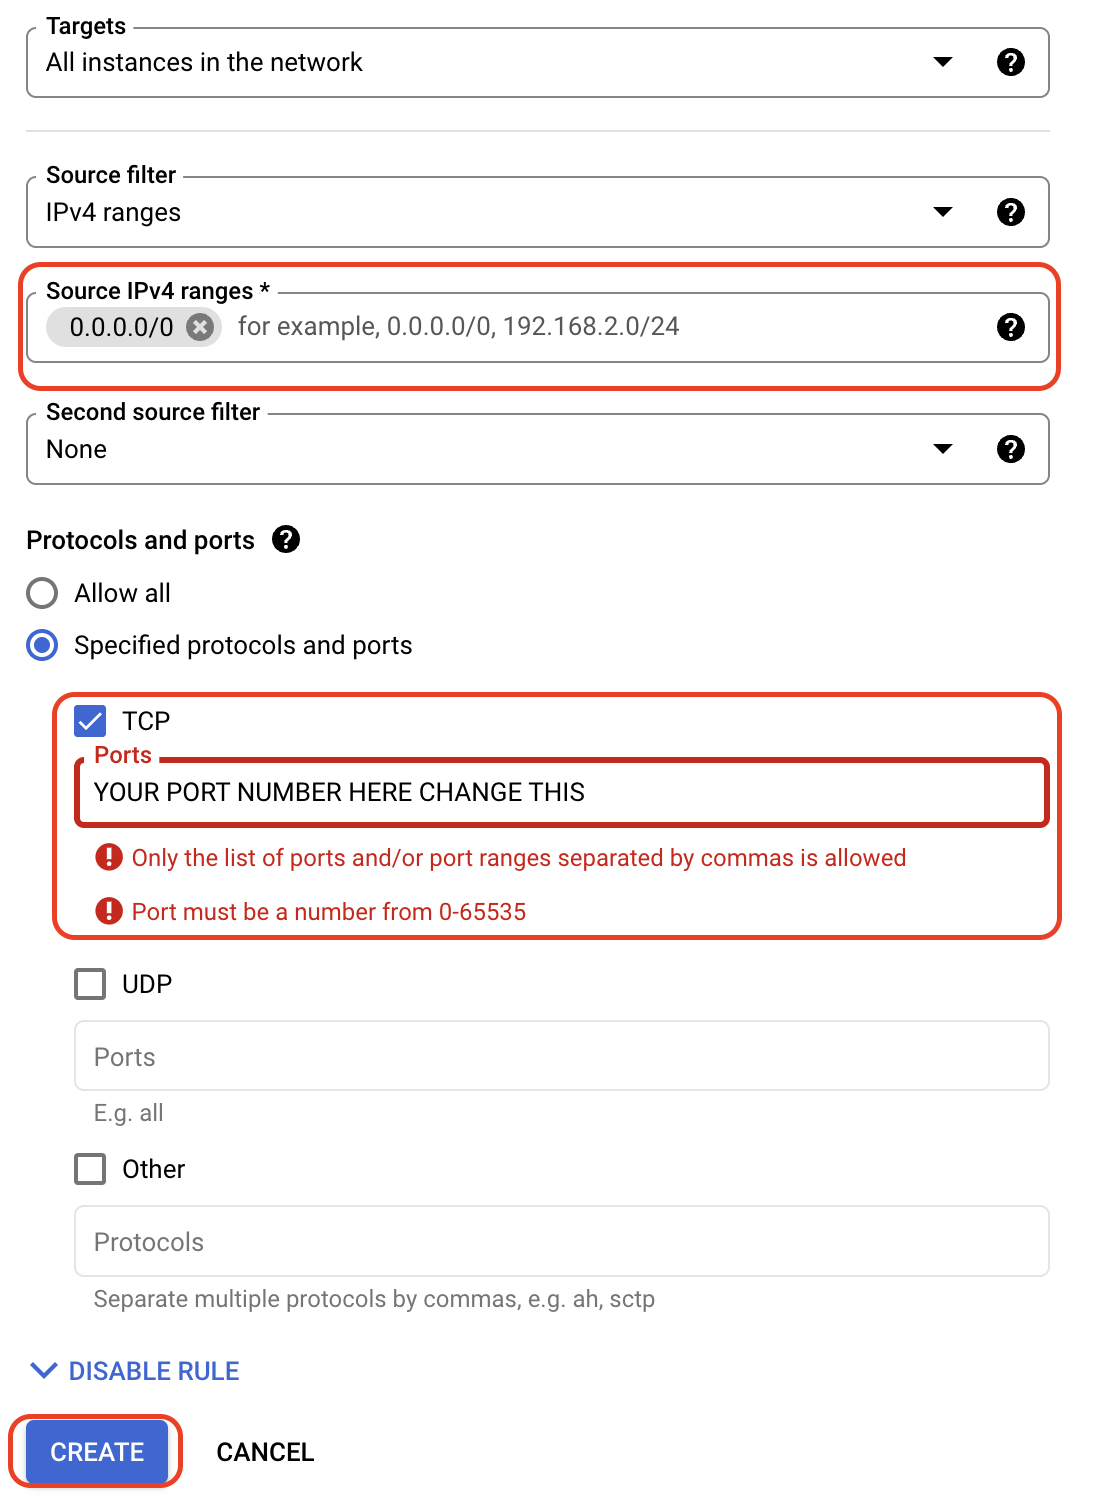 Targets
All instances in the network
Source filter
IPv4 ranges
Source IPv4 ranges *
0.0.0.0/0 for example, 0.0.0.0/0, 192.168.2.0/24
Second source filter
None
Protocols and ports
Allow all
Specified protocols and ports
TCP
Ports
YOUR PORT NUMBER HERE CHANGE THIS
Only the list of ports and/or port ranges separated by commas is allowed
Port must be a number from 0-65535
UDP
Ports
E.g. all
Other
Protocols
Separate multiple protocols by commas, e.g. ah, sctp
DISABLE RULE
CREATE CANCEL